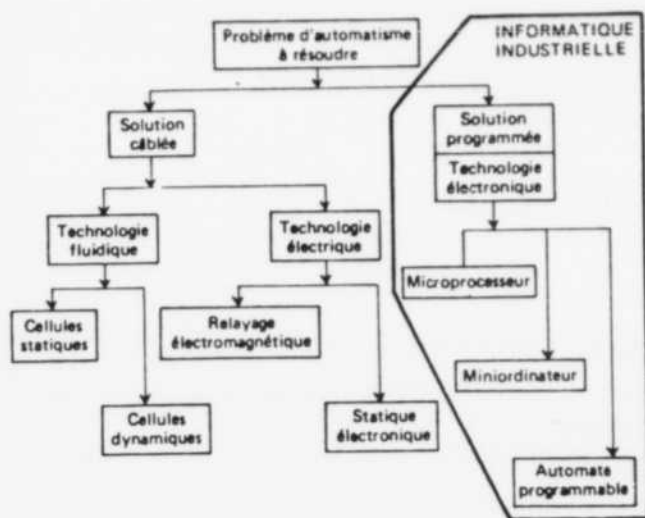 Problème d'automatisme
à résoudre
INFORMATIQUE
INDUSTRIELLE
Solution
câblée
Solution
programmée
Technologie
électronique
Technologie
fluidique
Technologie
électrique
Microprocesseur
Cellules
statiques
Relayage
électromagnétique
Miniordinateur
Cellules
dynamiques
Statique
électronique
Automate
programmable